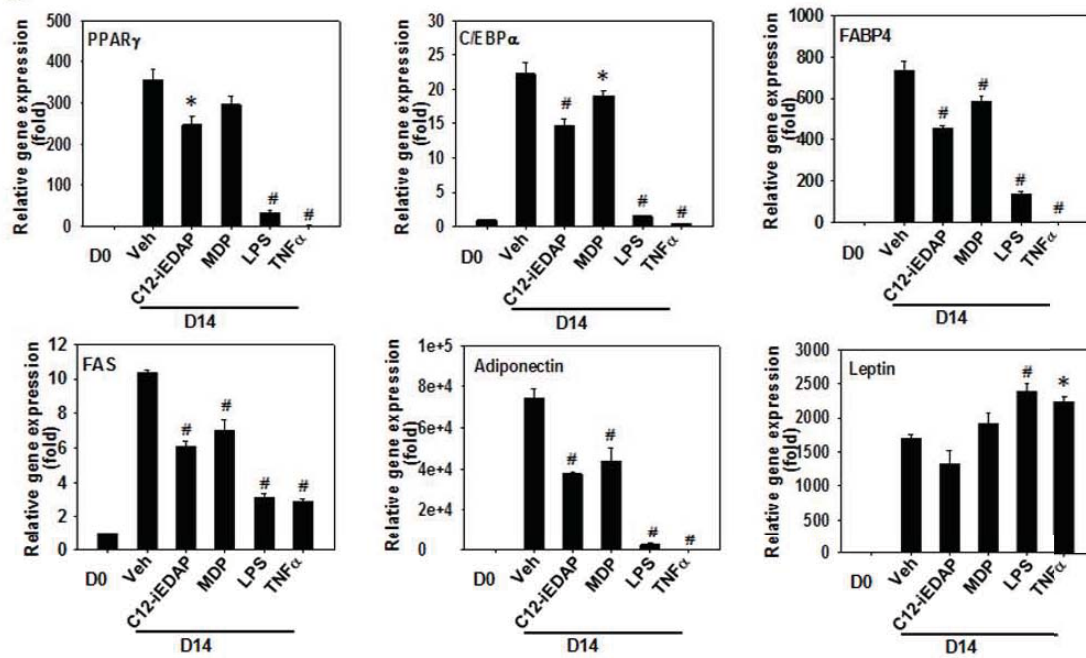 Relative gene expression
(fold)
PPARγ
500
400
300
200
100
0
*
#
#
D0
Veh
C12-iEDAP
MDP
LPS
TNFα
D14
Relative gene expression
(fold)
C/EBPα
30
25
20
15
10
5
0
#
*
#
#
D0
Veh
C12-iEDAP
MDP
LPS
TNFα
D14
Relative gene expression
(fold)
FABP4
1000
800
600
400
200
0
#
#
#
#
D0
Veh
C12-iEDAP
MDP
LPS
TNFα
D14
Relative gene expression
(fold)
FAS
12
10
8
6
4
2
0
#
#
#
#
D0
Veh
C12-iEDAP
MDP
LPS
TNFα
D14
Relative gene expression
(fold)
Adiponectin
1e+5
8e+4
6e+4
4e+4
2e+4
0
#
#
#
#
D0
Veh
C12-iEDAP
MDP
LPS
TNFα
D14
Relative gene expression
(fold)
Leptin
3000
2500
2000
1500
1000
500
0
#
*
D0
Veh
C12-iEDAP
MDP
LPS
TNFα
D14